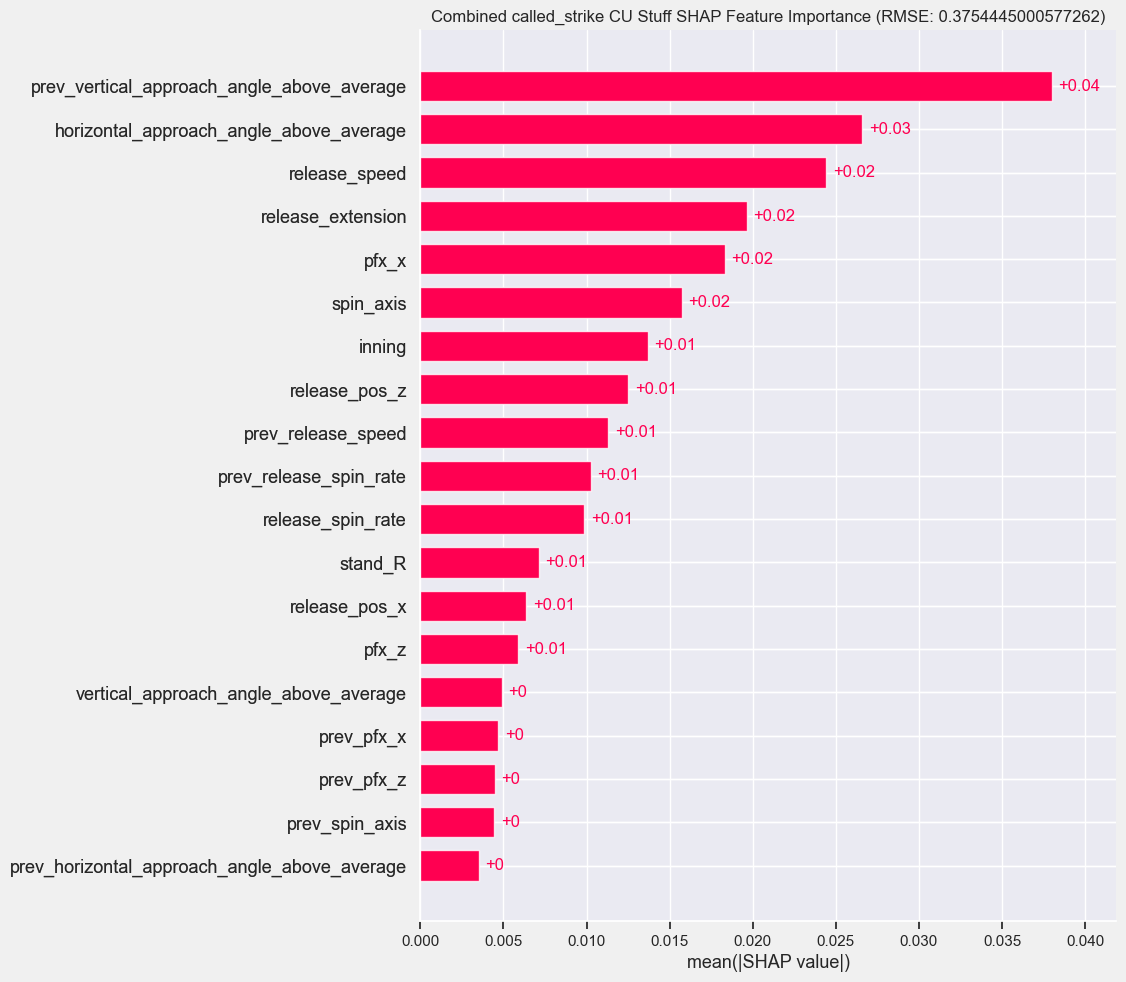 Combined called_strike CU Stuff SHAP Feature Importance (RMSE: 0.3754445000577262)
prev_vertical_approach_angle_above_average +0.04
horizontal_approach_angle_above_average +0.03
release_speed +0.02
release_extension +0.02
pfx_x +0.02
spin_axis +0.02
inning +0.01
release_pos_z +0.01
prev_release_speed +0.01
prev_release_spin_rate +0.01
release_spin_rate +0.01
stand_R +0.01
release_pos_x +0.01
pfx_z +0.01
vertical_approach_angle_above_average +0
prev_pfx_x +0
prev_pfx_z +0
prev_spin_axis +0
prev_horizontal_approach_angle_above_average +0
0.000 0.005 0.010 0.015 0.020 0.025 0.030 0.035 0.040
mean(|SHAP value|)